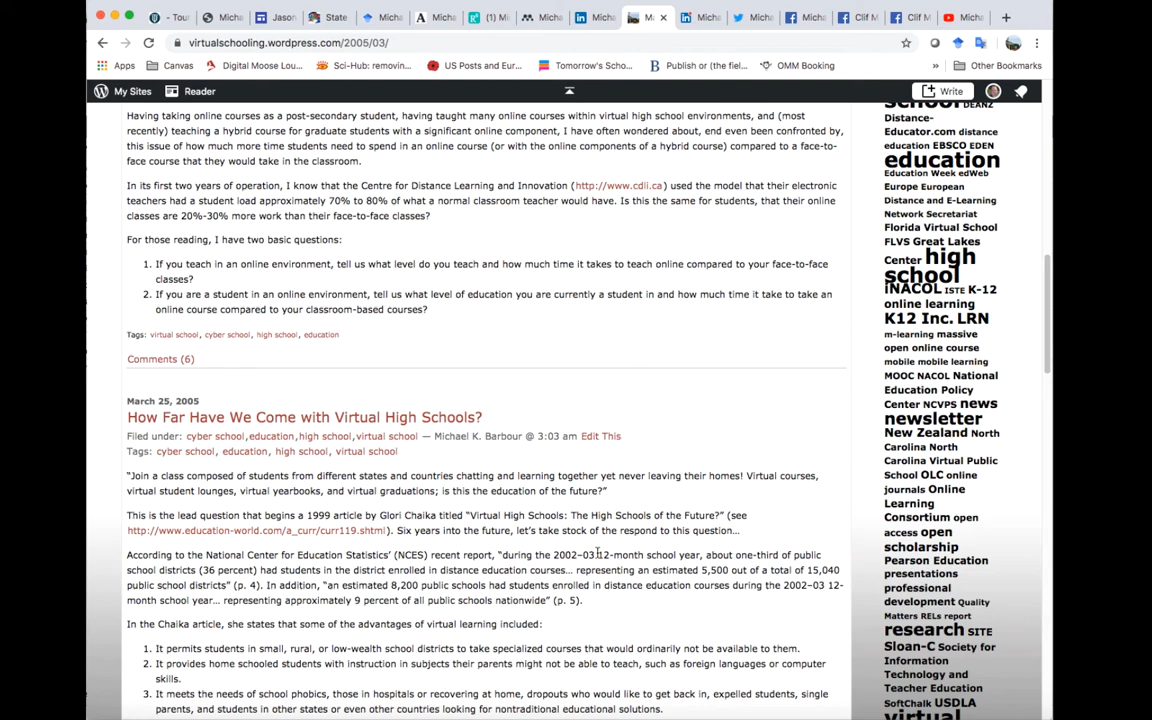 - Tour
Micha
Jason
State
Micha
Micha
(1) Mi
Micha
Micha
Ma
Micha
Micha
Micha
Clif M
Clif M
Micha
virtualschooling.wordpress.com/2005/03/
Apps
Canvas
Digital Moose Lou...
Sci-Hub: removin...
US Posts and Eur...
Tomorrow's Scho...
Publish or (the fiel...
OMM Booking
»
Other Bookmarks
My Sites
Reader
Write
Having taking online courses as a post-secondary student, having taught many online courses within virtual high school environments, and (most
recently) teaching a hybrid course for graduate students with a significant online component, I have often wondered about, end even been confronted by,
this issue of how much more time students need to spend in an online course (or with the online components of a hybrid course) compared to a face-to-
face course that they would take in the classroom.
In its first two years of operation, I know that the Centre for Distance Learning and Innovation (http://www.cdli.ca) used the model that their electronic
teachers had a student load approximately 70% to 80% of what a normal classroom teacher would have. Is this the same for students, that their online
classes are 20%-30% more work than their face-to-face classes?
For those reading, I have two basic questions:
1. If you teach in an online environment, tell us what level do you teach and how much time it takes to teach online compared to your face-to-face
classes?
2. If you are a student in an online environment, tell us what level of education you are currently a student in and how much time it take to take an
online course compared to your classroom-based courses?
Tags: virtual school, cyber school, high school, education
Comments (6)
March 25, 2005
How Far Have We Come with Virtual High Schools?
Filed under: cyber school,education,high school,virtual school — Michael K. Barbour @ 3:03 am Edit This
Tags: cyber school, education, high school, virtual school
"Join a class composed of students from different states and countries chatting and learning together yet never leaving their homes! Virtual courses,
virtual student lounges, virtual yearbooks, and virtual graduations; is this the education of the future?"
This is the lead question that begins a 1999 article by Glori Chaika titled "Virtual High Schools: The High Schools of the Future?" (see
http://www.education-world.com/a_curr/curr119.shtml). Six years into the future, let's take stock of the respond to this question…
According to the National Center for Education Statistics' (NCES) recent report, "during the 2002–03 12-month school year, about one-third of public
school districts (36 percent) had students in the district enrolled in distance education courses… representing an estimated 5,500 out of a total of 15,040
public school districts" (p. 4). In addition, "an estimated 8,200 public schools had students enrolled in distance education courses during the 2002–03 12-
month school year… representing approximately 9 percent of all public schools nationwide" (p. 5).
In the Chaika article, she states that some of the advantages of virtual learning included:
1. It permits students in small, rural, or low-wealth school districts to take specialized courses that would ordinarily not be available to them.
2. It provides home schooled students with instruction in subjects their parents might not be able to teach, such as foreign languages or computer
skills.
3. It meets the needs of school phobics, those in hospitals or recovering at home, dropouts who would like to get back in, expelled students, single
parents, and students in other states or even other countries looking for nontraditional educational solutions.
school DEANZ
Distance-
Educator.com distance
education EBSCO EDEN
education
Education Week edWeb
Europe European
Distance and E-Learning
Network Secretariat
Florida Virtual School
FLVS Great Lakes
Center high
school
iNACOL ISTE K-12
online learning
K12 Inc. LRN
m-learning massive
open online course
mobile mobile learning
MOOC NACOL National
Education Policy
Center NCVPS news
newsletter
New Zealand North
Carolina North
Carolina Virtual Public
School OLC online
journals Online
Learning
Consortium open
access open
scholarship
Pearson Education
presentations
professional
development Quality
Matters RELs report
research SITE
Sloan-C Society for
Information
Technology and
Teacher Education
SoftChalk USDLA
virtual